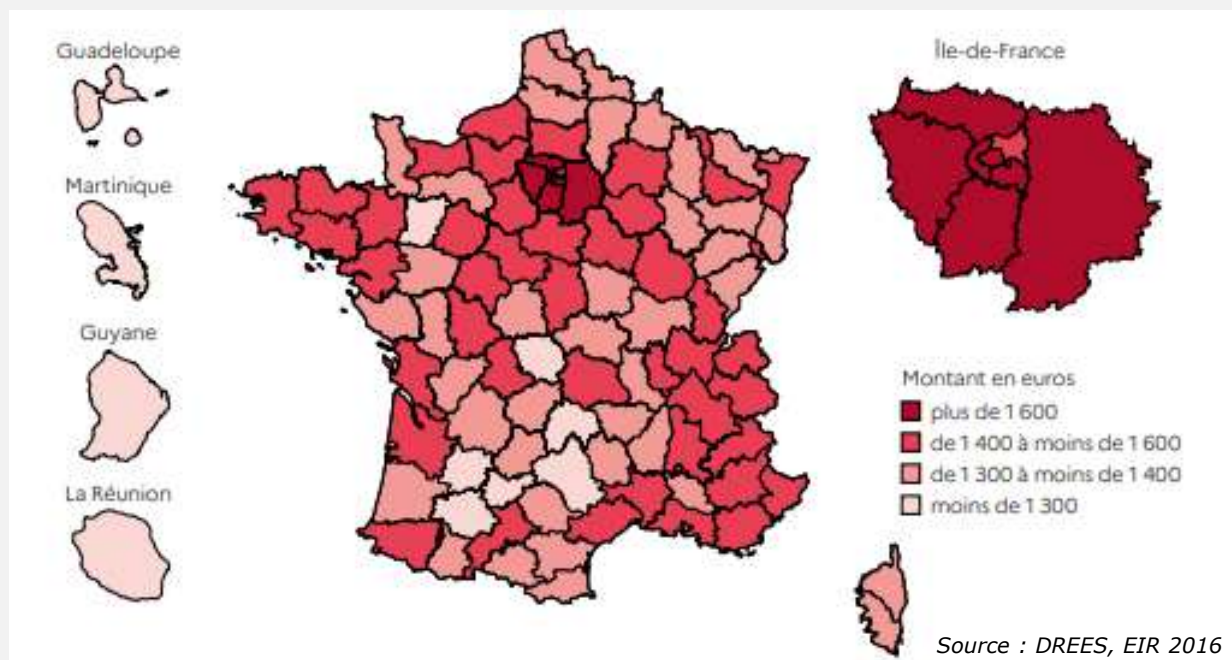 Guadeloupe
Martinique
Guyane
La Réunion
Île-de-France
Montant en euros
plus de 1 600
de 1 400 à moins de 1 600
de 1 300 à moins de 1 400
moins de 1 300
Source : DREES, EIR 2016